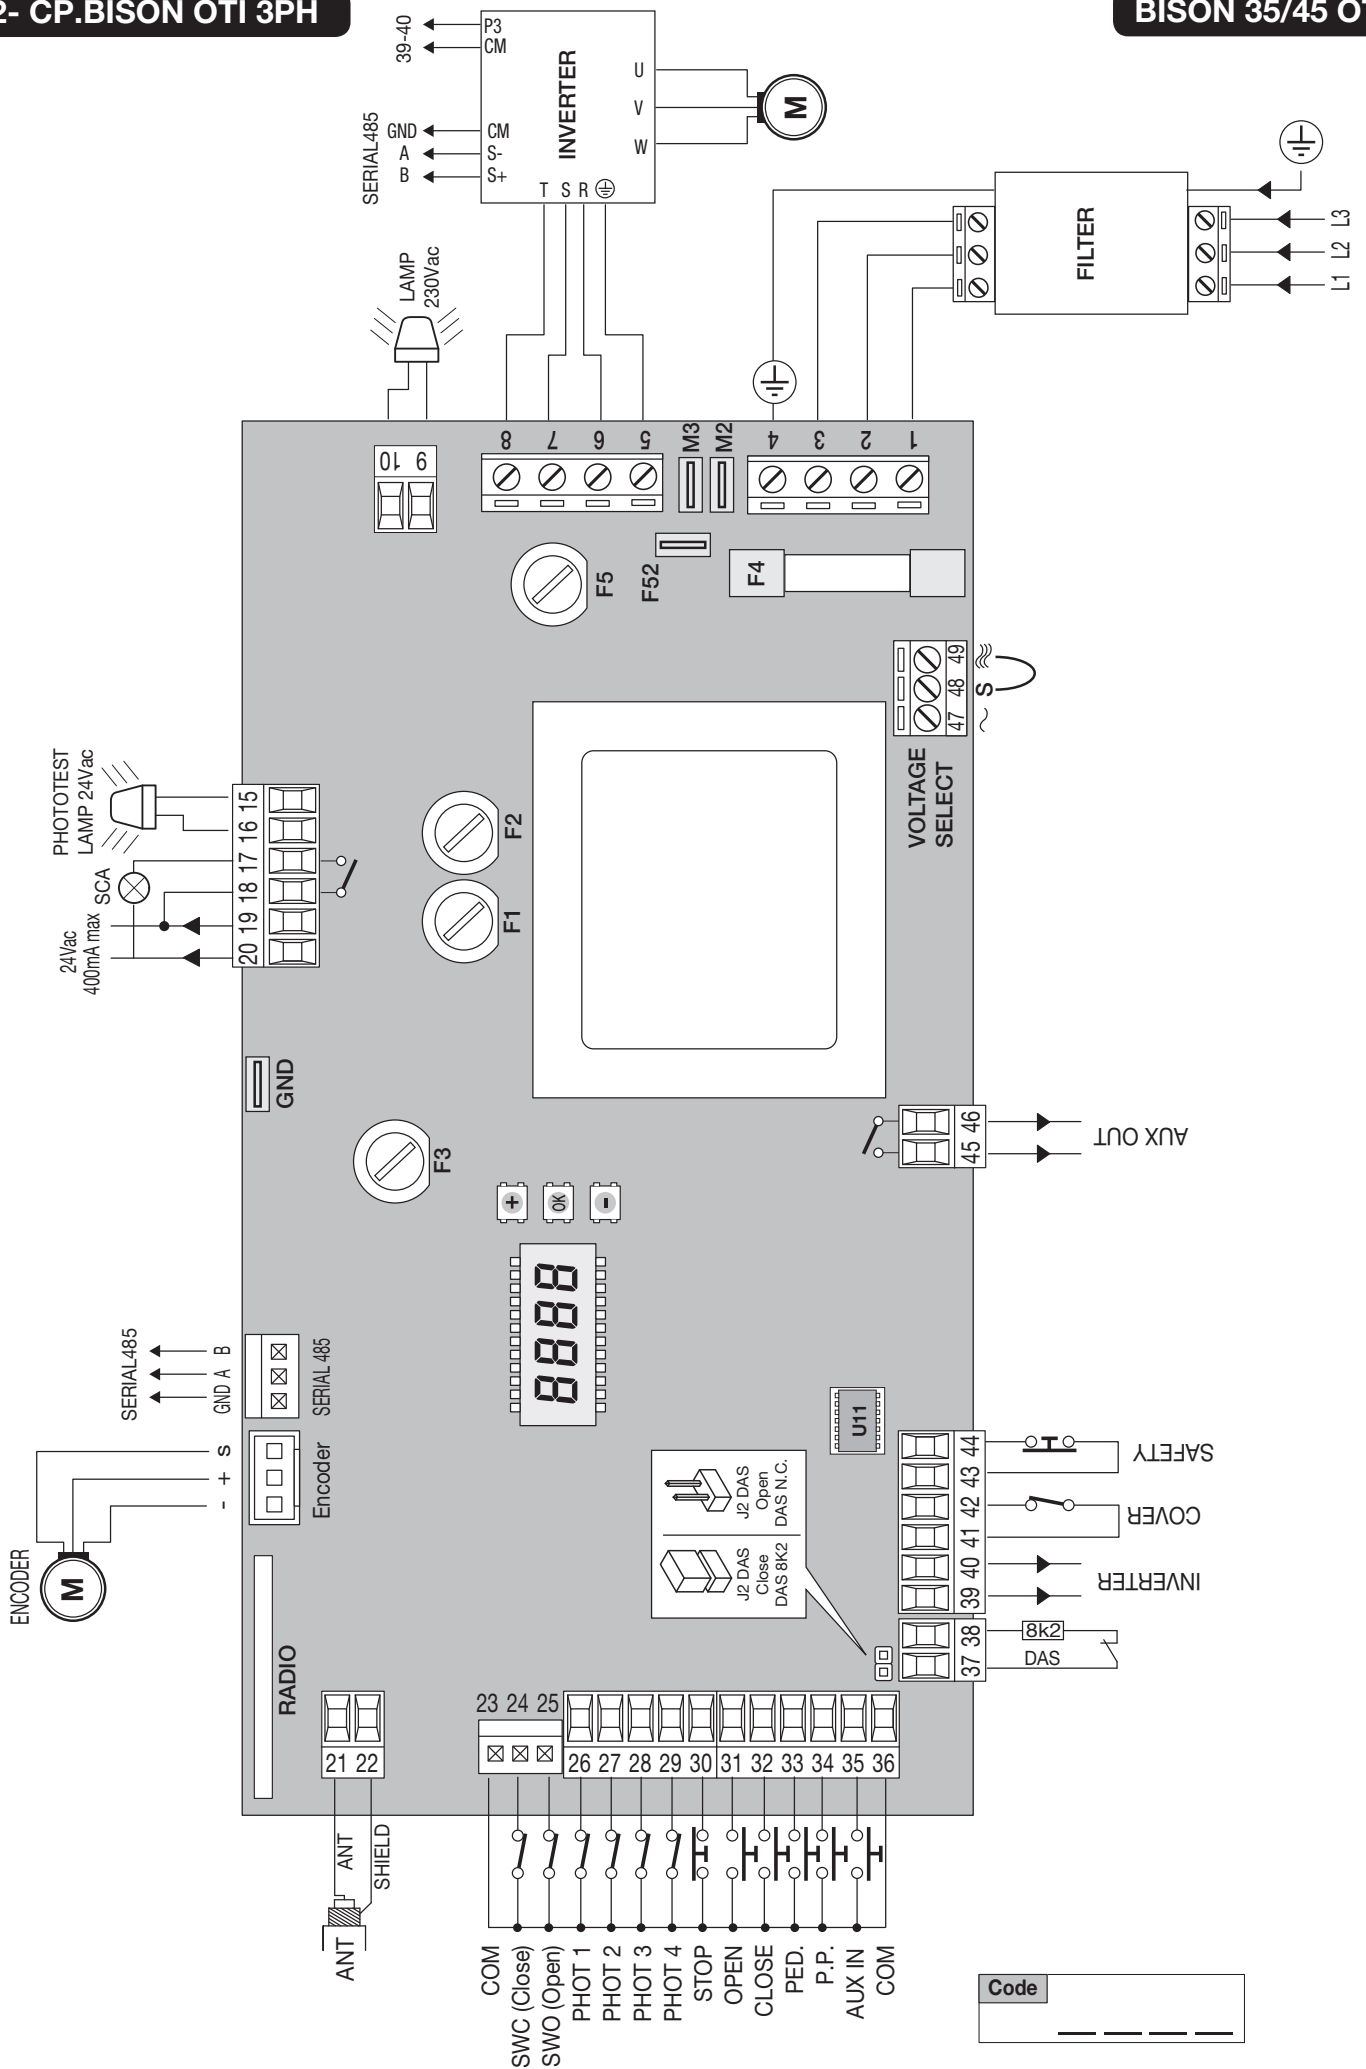 2- CP.BISON OTI 3PH
BISON 35/45 OT
39-40
P3
CM
SERIAL485
GND
A
B
CM
S-
S+
INVERTER
U
V
W
M
T S R
LAMP
230Vac
FILTER
L3
L2
L1
10 9
8 7 6 5
M3
M2
4 3 2 1
F5
F52
F4
PHOTOTEST
LAMP 24Vac
SCA
24Vac
400mA max
15
16
17
18
19
20
F2
F1
49
48
47
S
VOLTAGE
SELECT
GND
F3
+
OK
-
8888
45 46
AUX OUT
SERIAL485
GND A B
SERIAL 485
ENCODER
M
- + S
Encoder
U11
J2 DAS
Open
DAS N.C.
J2 DAS
Close
DAS 8K2
44
43
42
41
40
39
38
37
SAFETY
COVER
INVERTER
8k2
DAS
RADIO
21 22
23 24 25
26 27 28 29 30 31 32 33 34 35 36
ANT
SHIELD
ANT
COM
SWC (Close)
SWO (Open)
PHOT 1
PHOT 2
PHOT 3
PHOT 4
STOP
OPEN
CLOSE
PED.
P.P.
AUX IN
COM
Code